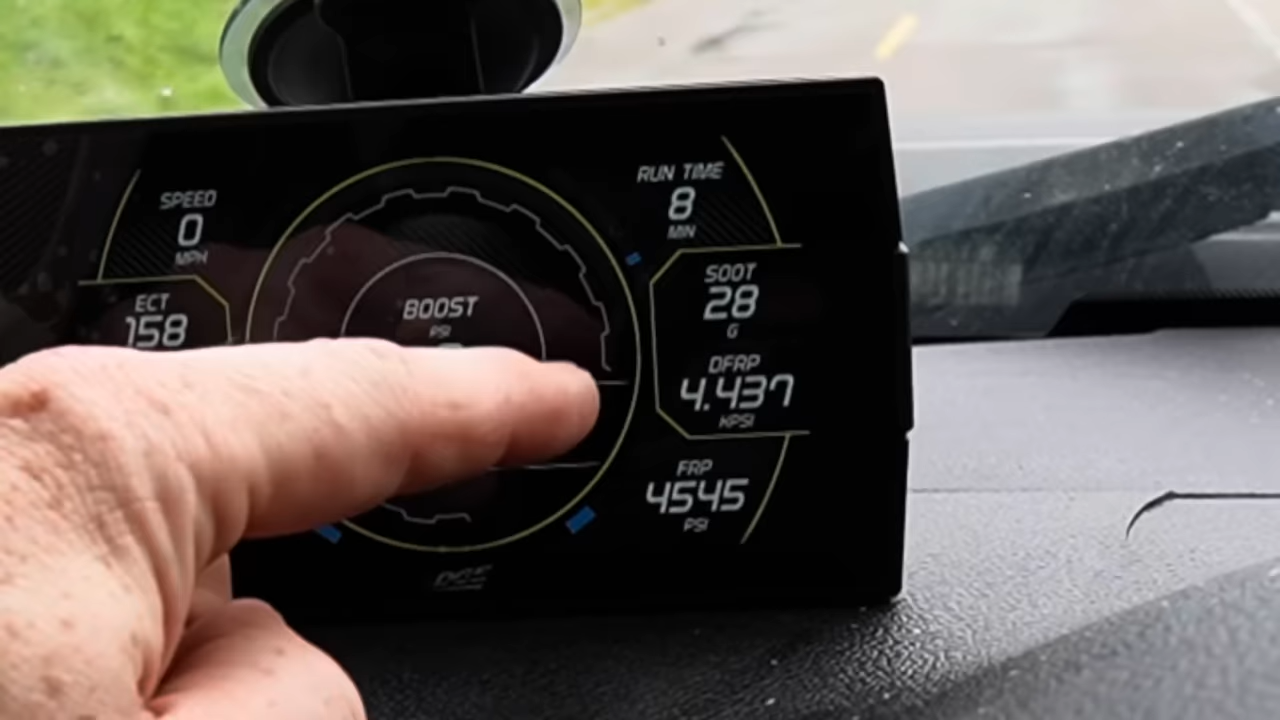 SPEED
0
MPH
ECT
158
BOOST
PSI
RUN TIME
8
MIN
SOOT
28
G
DFRP
4.437
KPSI
FRP
4545
PSI